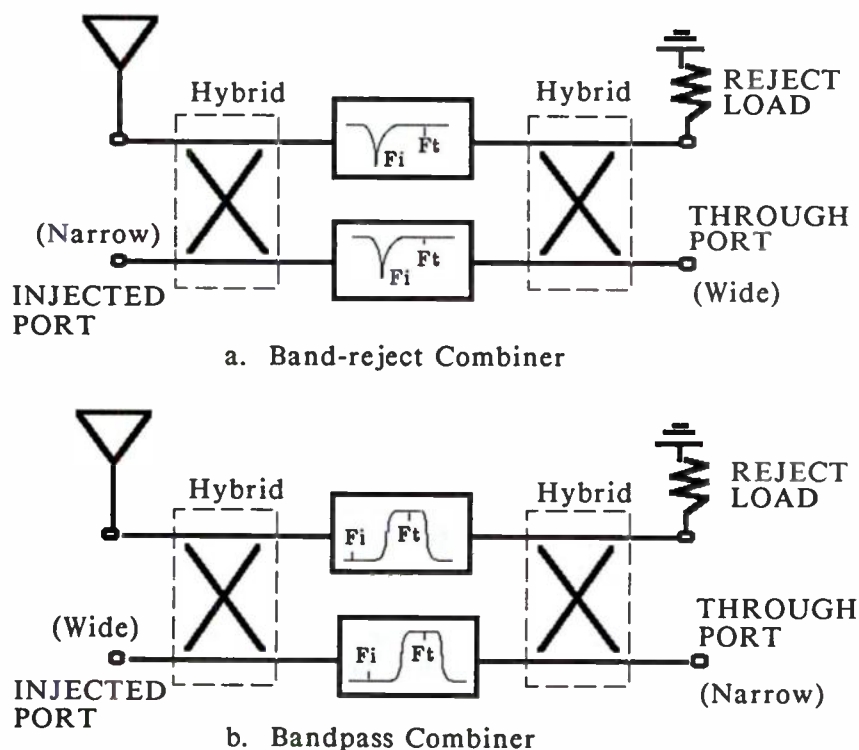 Hybrid
Hybrid
REJECT
LOAD
Fi
Ft
(Narrow)
Fi
Ft
THROUGH
PORT
INJECTED
PORT
(Wide)
a. Band-reject Combiner
Hybrid
Hybrid
REJECT
LOAD
Fi
Ft
(Wide)
Fi
Ft
THROUGH
PORT
INJECTED
PORT
(Narrow)
b. Bandpass Combiner